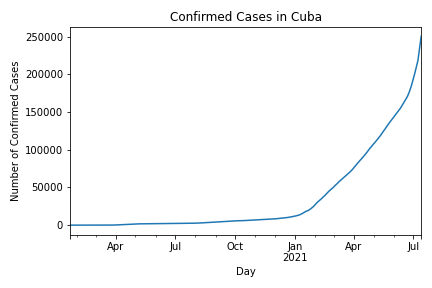 Confirmed Cases in Cuba
250000
200000
150000
100000
50000
0
Number of Confirmed Cases
Apr Jul Oct Jan Apr Jul
2021
Day